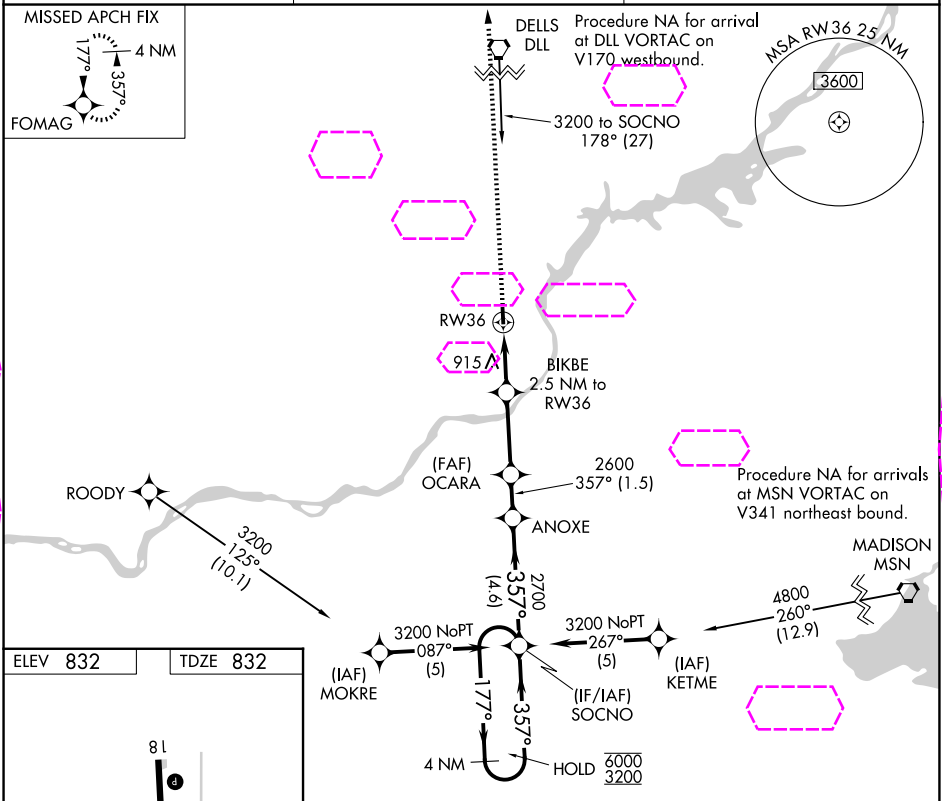 MISSED APCH FIX
4 NM
177°
357°
FOMAG
DELLS
DLL
Procedure NA for arrival
at DLL VORTAC on
V170 westbound.
3200 to SOCNO
178° (27)
MSA RW36 25 NM
3600
RW36
915
BIKBE
2.5 NM to
RW36
(FAF)
OCARA
2600
357° (1.5)
ANOXE
ROODY
3200
125°
(10.1)
Procedure NA for arrivals
at MSN VORTAC on
V341 northeast bound.
MADISON
MSN
4800
260°
(12.9)
2700
357°
(4.6)
3200 NoPT
087°
(5)
3200 NoPT
267°
(5)
(IAF)
MOKRE
(IAF)
KETME
(IF/IAF)
SOCNO
177°
357°
4 NM
HOLD
6000
3200
ELEV 832
TDZE 832
18
P